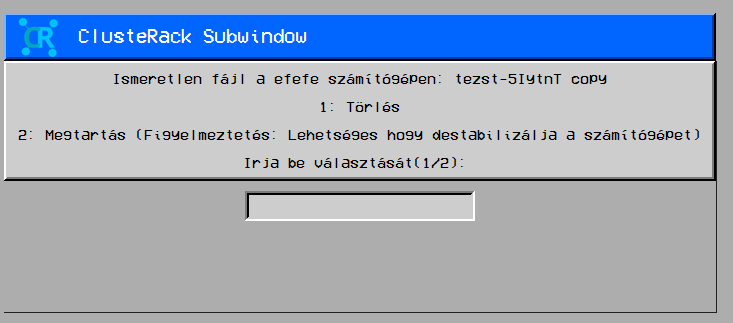 CR ClusteRack Subwindow
Ismeretlen fájl a efefe számítógépen: tezst-5IytnT copy
1: Törlés
2: Megtartás (Figyelmeztetés: Lehetséges hogy destabilizálja a számítógépet)
Irja be választását(1/2):